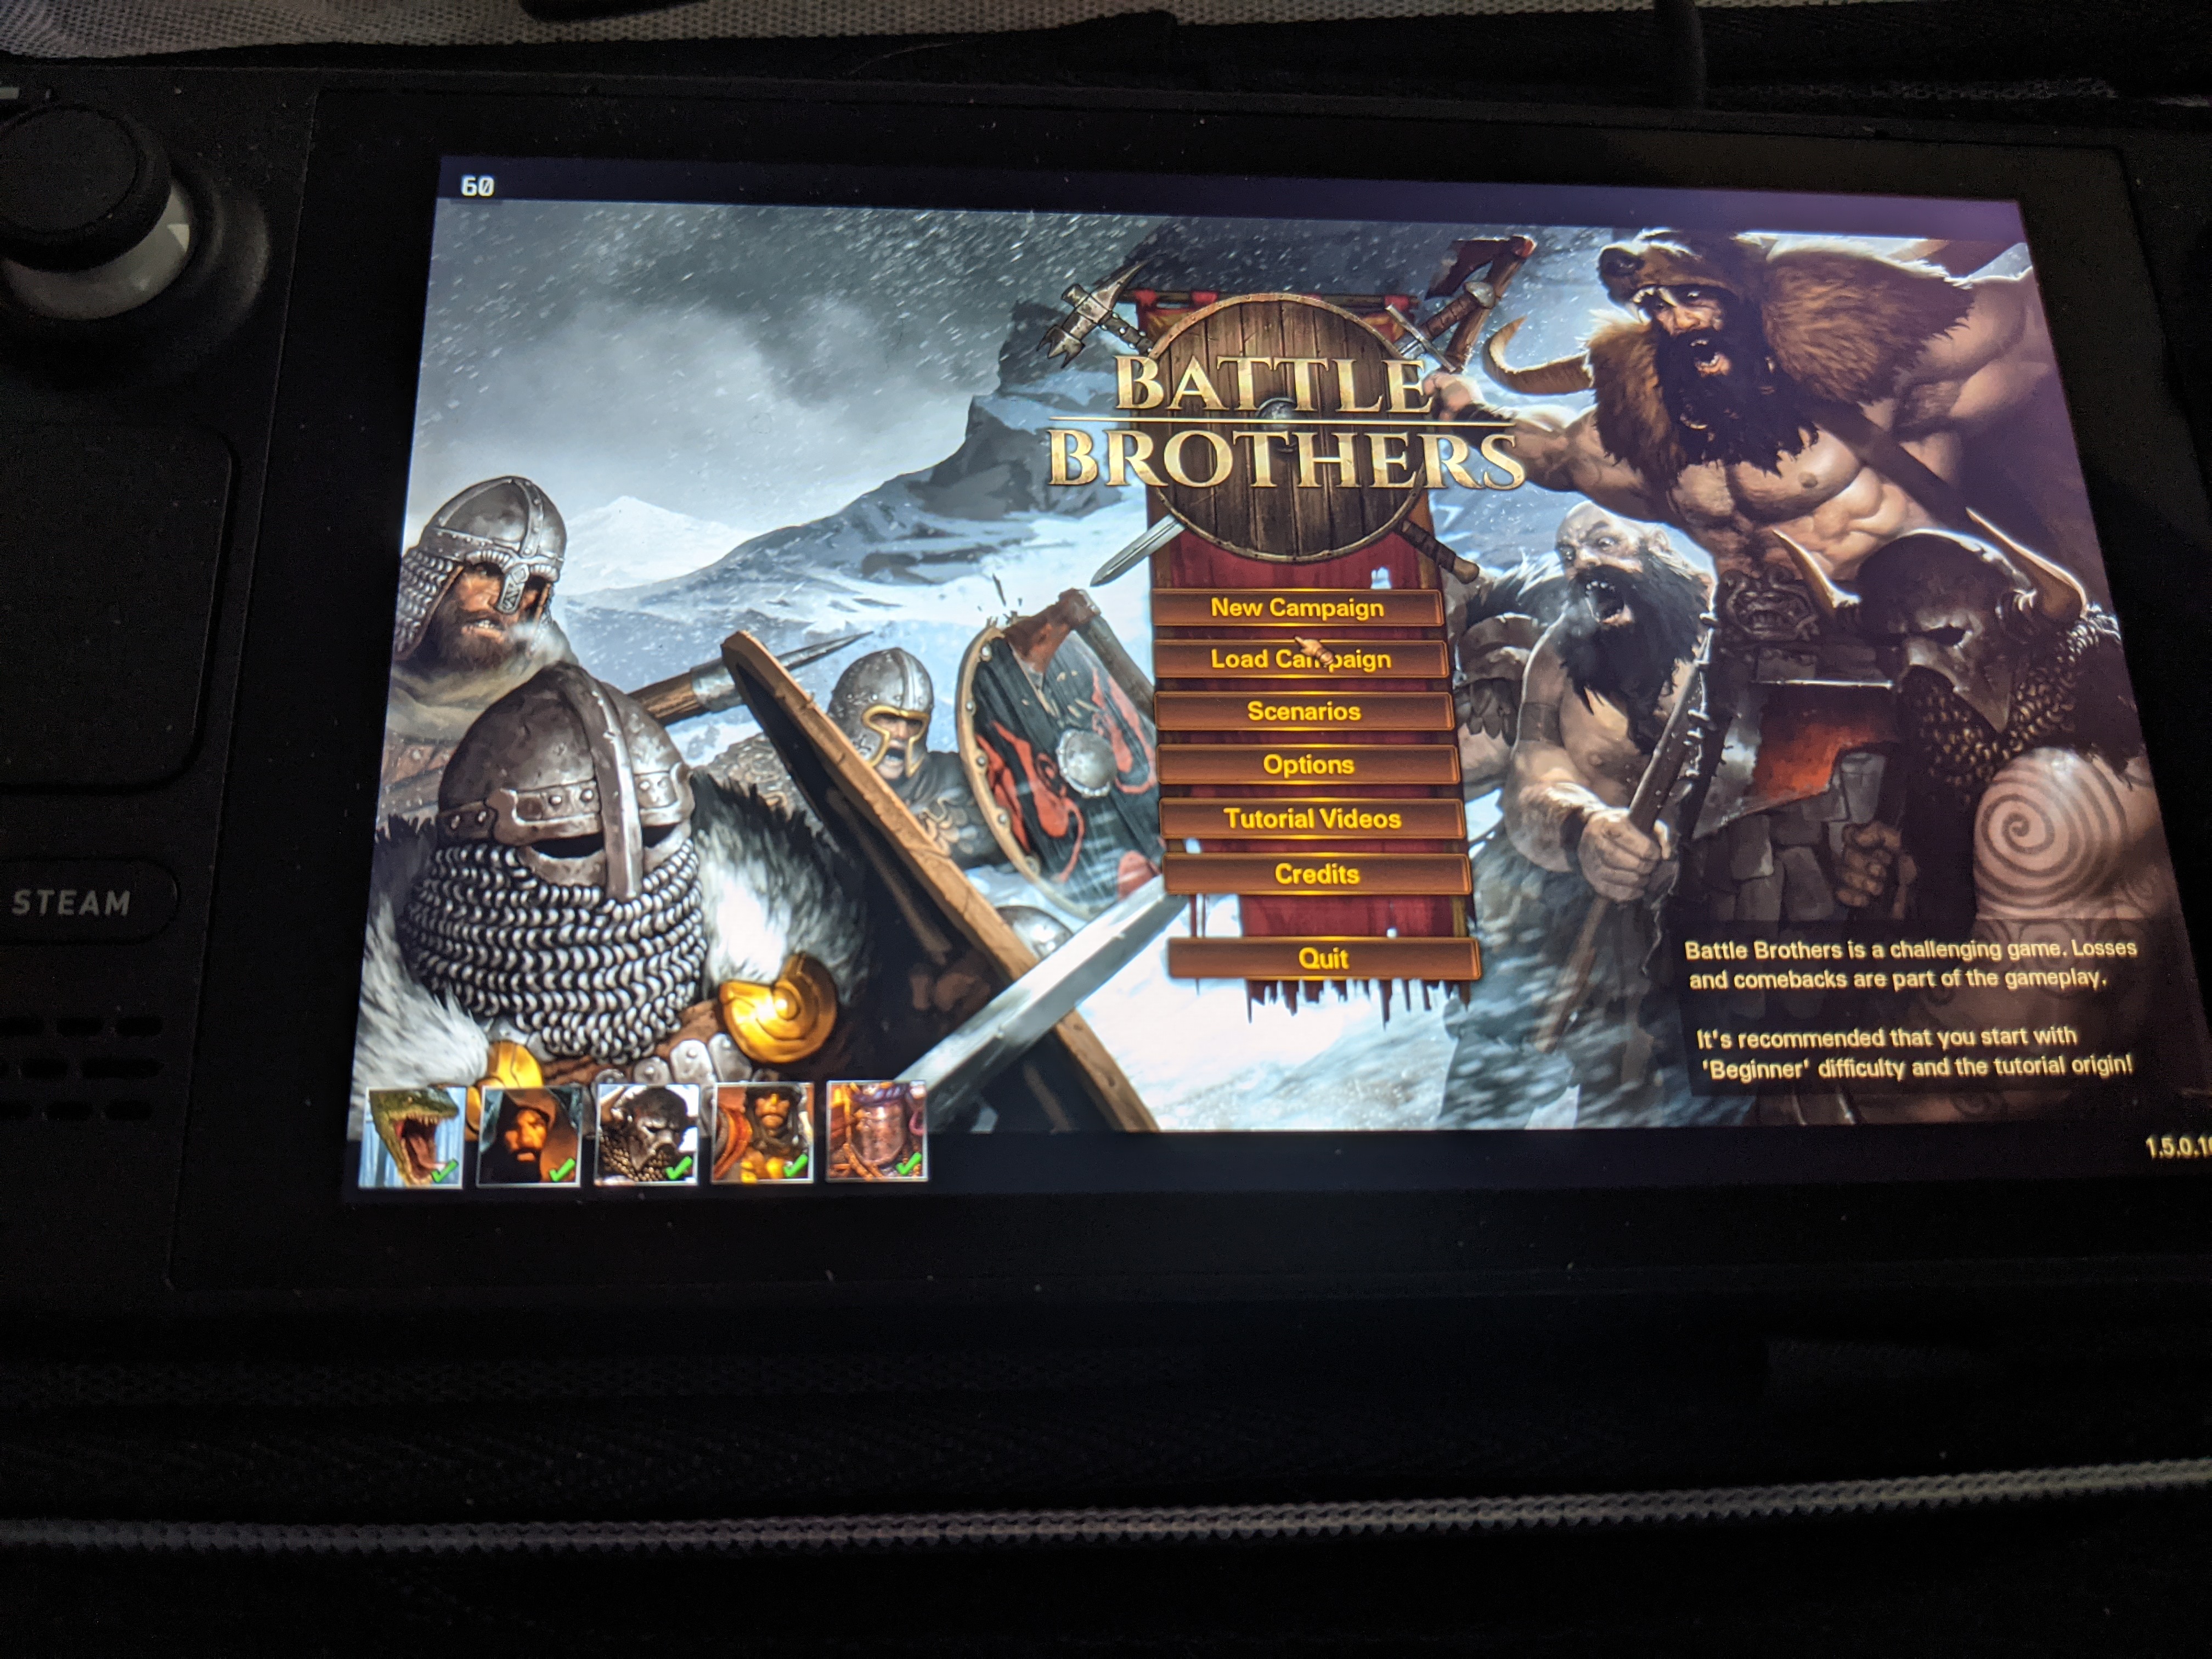 60
BATTLE
BROTHERS
New Campaign
Load Campaign
Scenarios
Options
Tutorial Videos
Credits
Quit
STEAM
Battle Brothers is a challenging game. Losses
and comebacks are part of the gameplay.
It's recommended that you start with
'Beginner' difficulty and the tutorial origin!